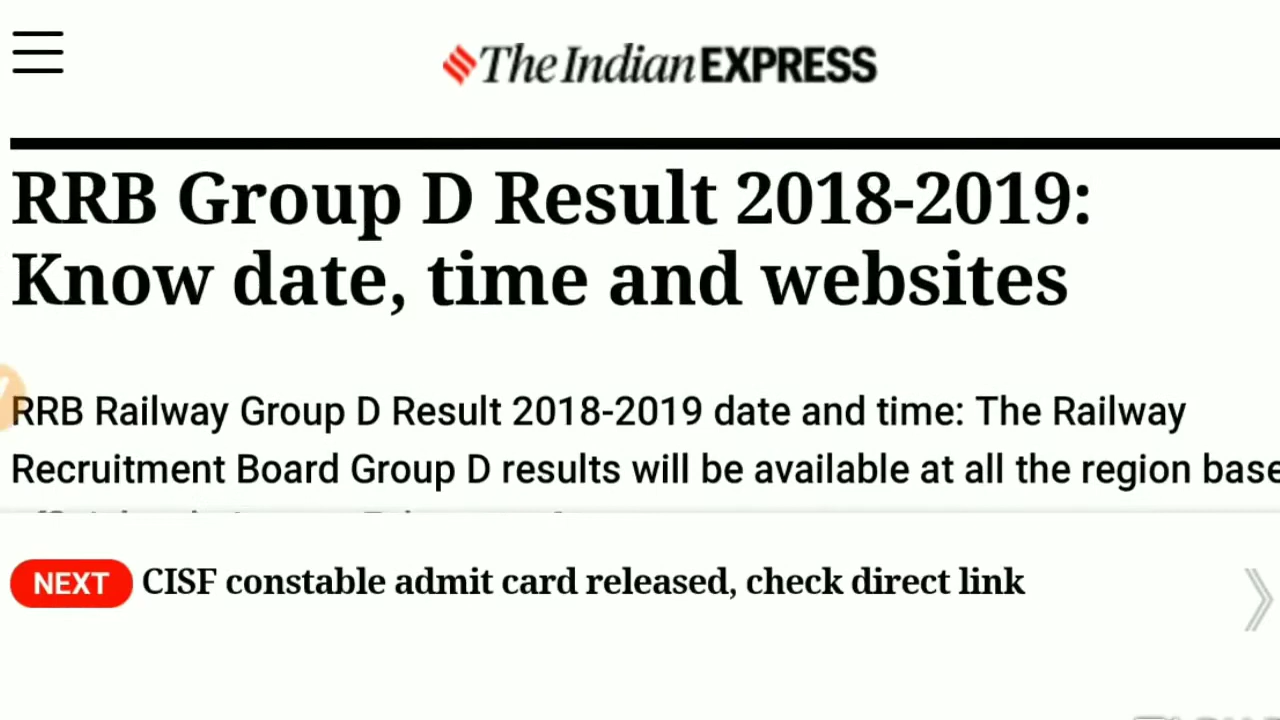 The Indian EXPRESS
RRB Group D Result 2018-2019:
Know date, time and websites
RRB Railway Group D Result 2018-2019 date and time: The Railway
Recruitment Board Group D results will be available at all the region base
NEXT CISF constable admit card released, check direct link